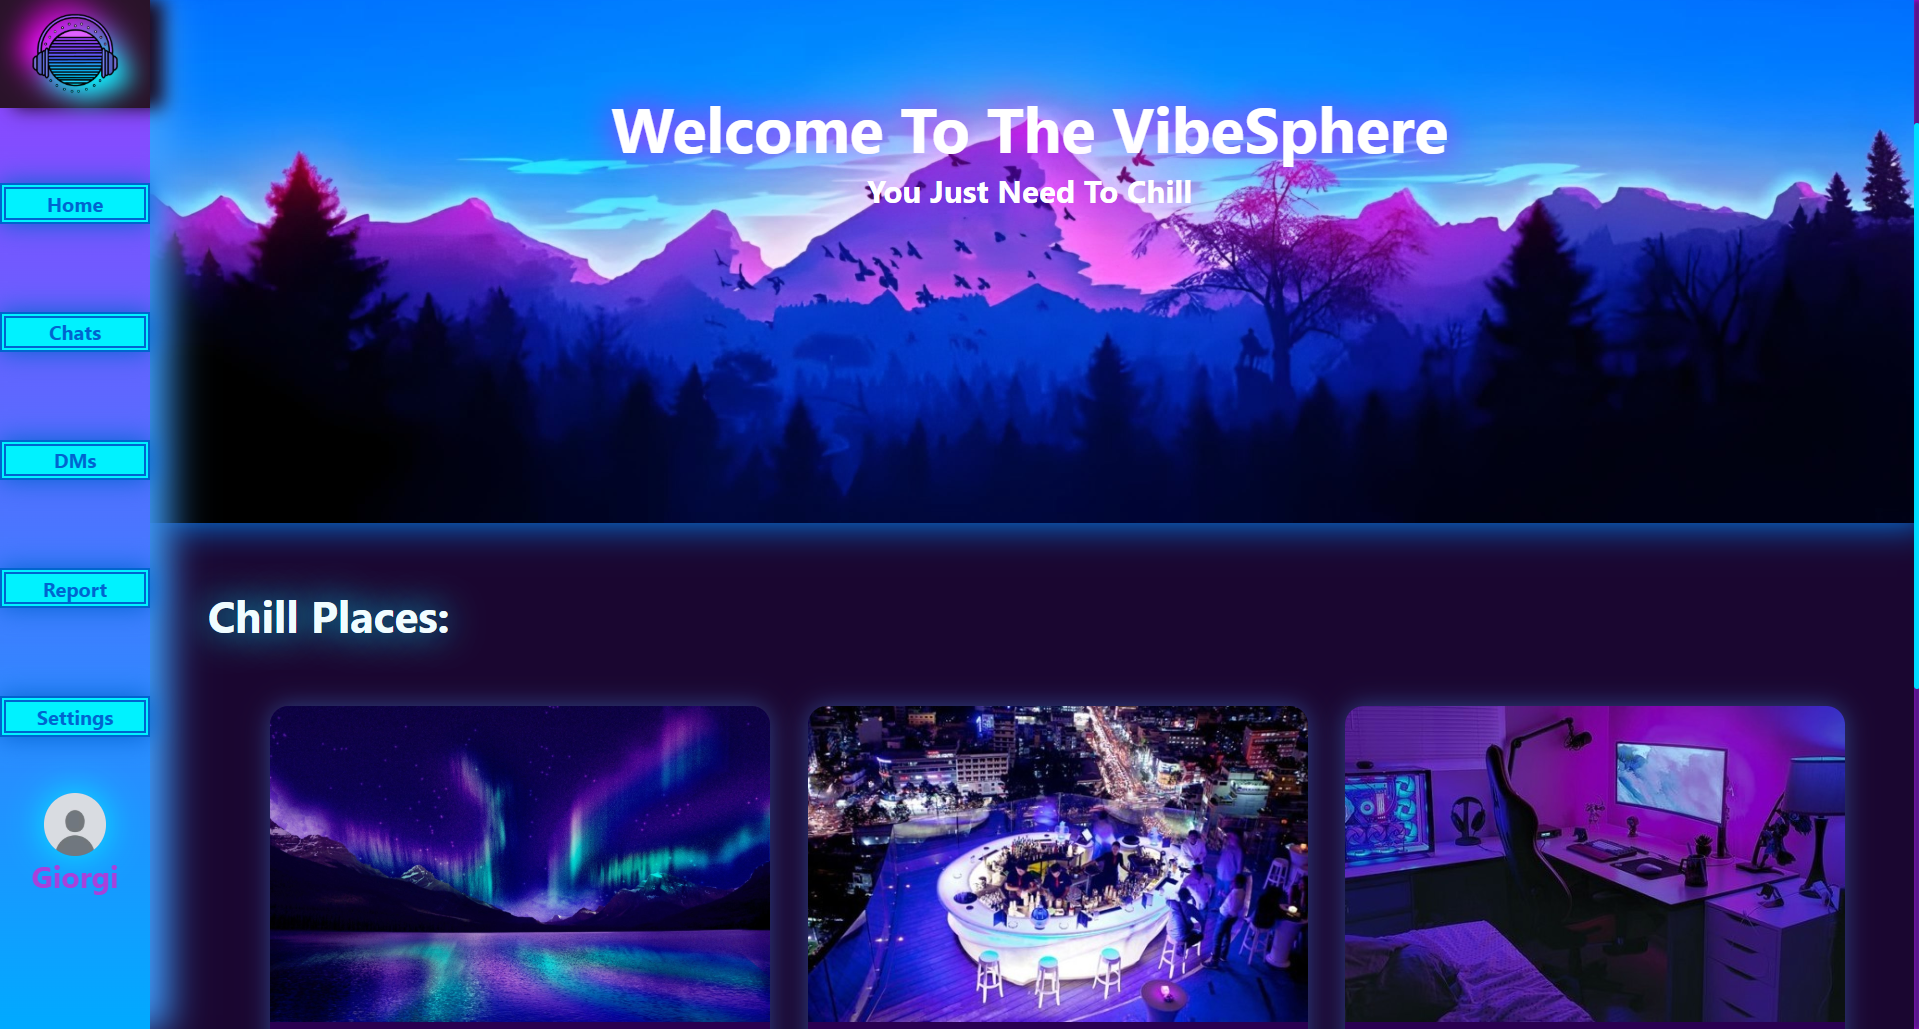 Home
Chats
DMs
Report
Settings
Giorgi
Welcome To The VibeSphere
You Just Need To Chill
Chill Places: